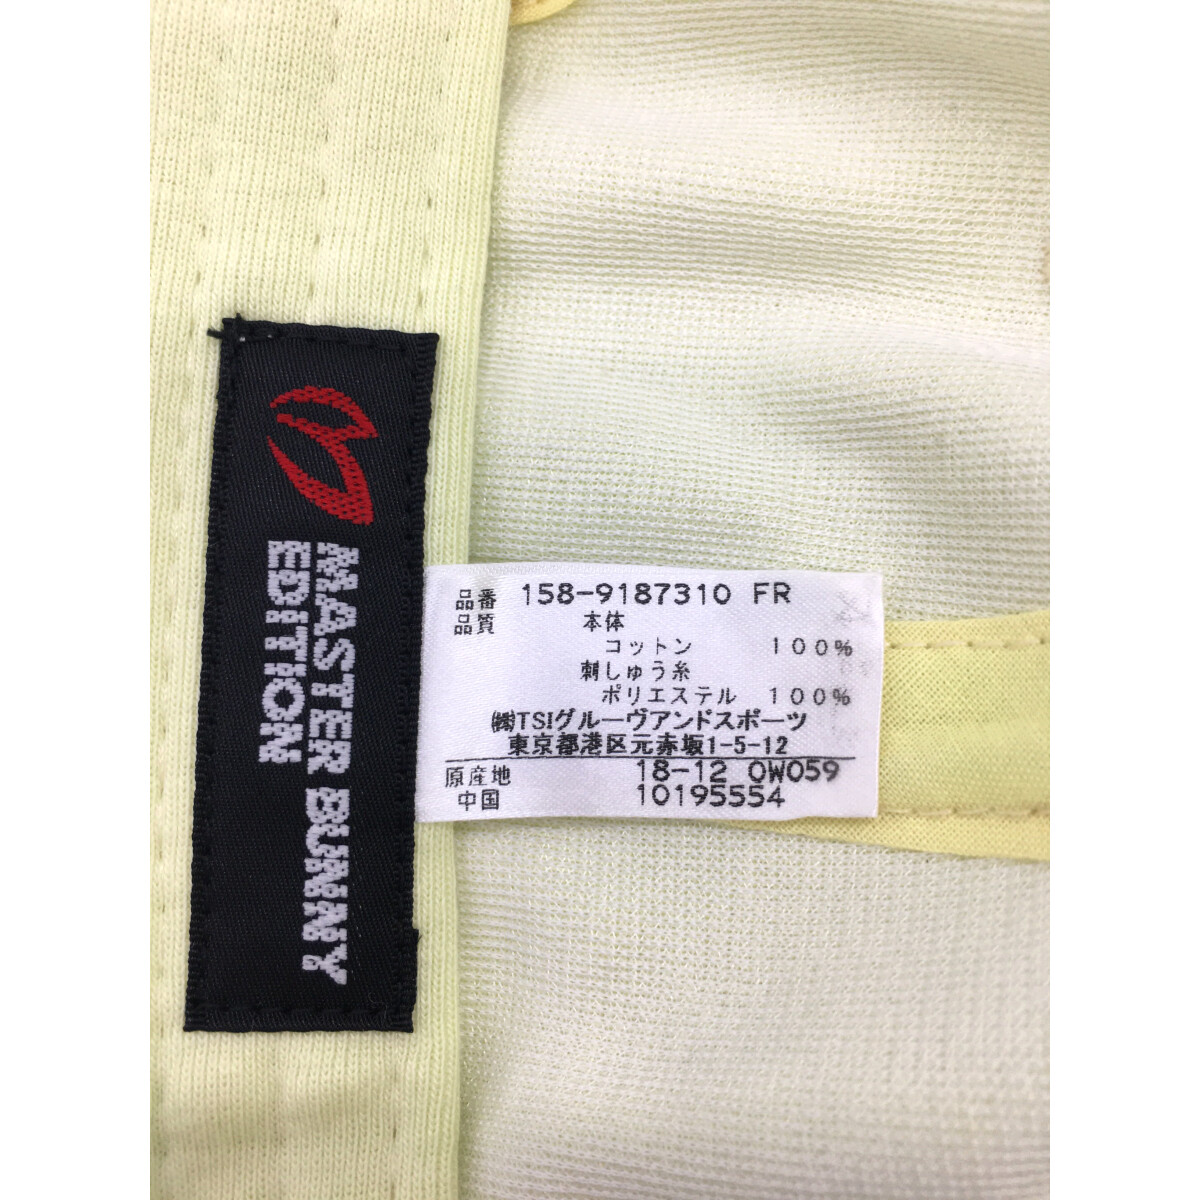 MASTER BUNNY
EDITION
品番 158-9187310 FR
品質 本体
コットン 100%
刺しゅう糸
ポリエステル 100%
㈱TSIグルーヴアンドスポーツ
東京都港区元赤坂1-5-12
原産地 18-12 0W059
中国 10195554